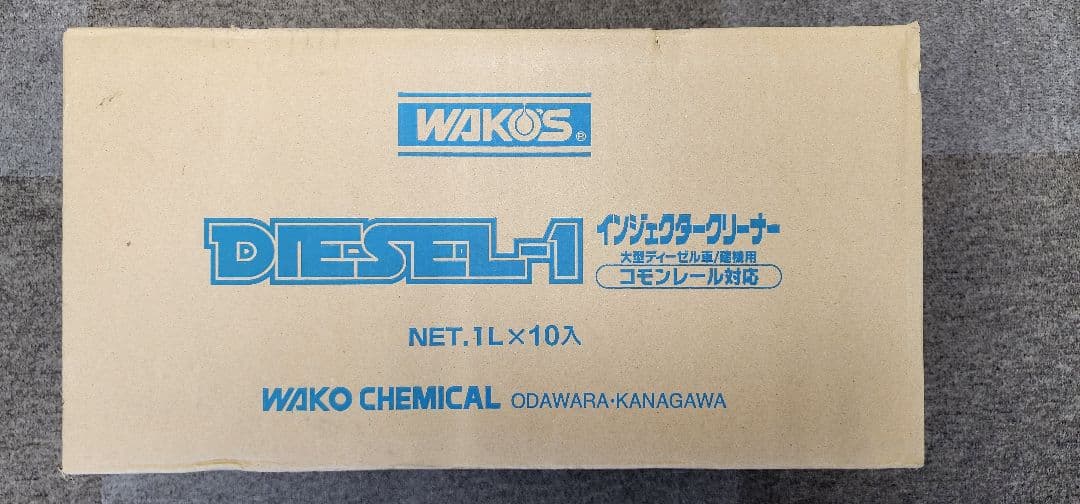 WAKO'S®
DIESEL-1
インジェクタークリーナー
大型ディーゼル車/建機用
コモンレール対応
NET.1L×10入
WAKO CHEMICAL ODAWARA・KANAGAWA